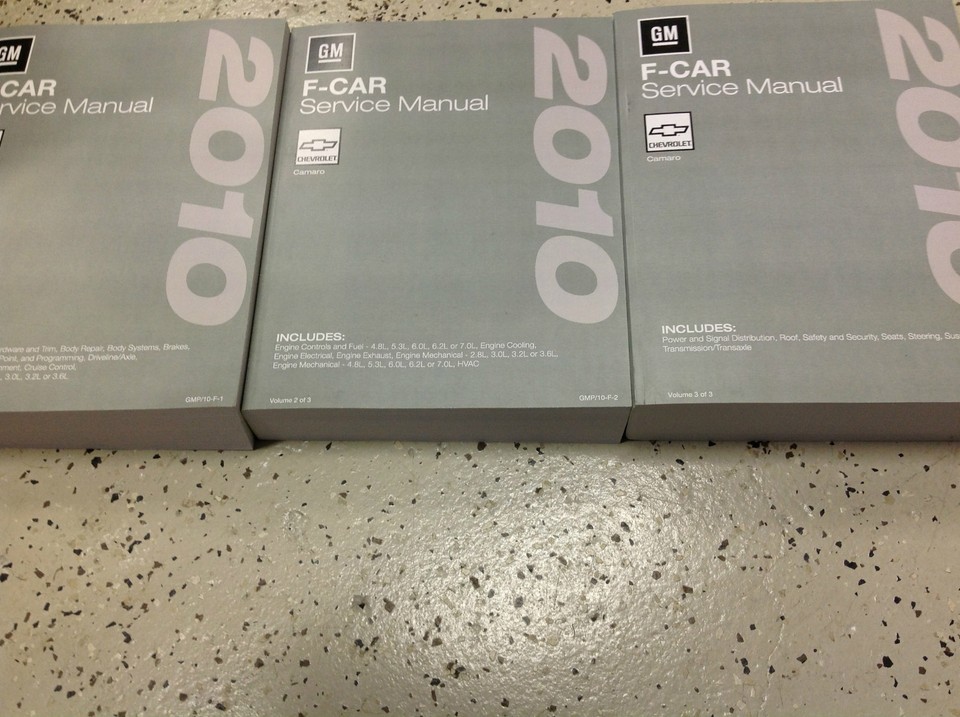 GM
CAR
rvice Manual
2010
rdware and Trim, Body Repair, Body Systems, Brakes,
Point, and Programming, Driveline/Axle,
ment, Cruise Control,
3.0L, 3.2L or 3.6L
GMP/10-F-1
GM
F-CAR
Service Manual
2010
CHEVROLET
Camaro
INCLUDES:
Engine Controls and Fuel - 4.8L, 5.3L, 6.0L, 6.2L or 7.0L, Engine Cooling,
Engine Electrical, Engine Exhaust, Engine Mechanical - 2.8L, 3.0L, 3.2L or 3.6L,
Engine Mechanical - 4.8L, 5.3L, 6.0L, 6.2L or 7.0L, HVAC
Volume 2 of 3
GMP/10-F-2
GM
F-CAR
Service Manual
2010
CHEVROLET
Camaro
INCLUDES:
Power and Signal Distribution, Roof, Safety and Security, Seats, Steering, Sus
Transmission/Transaxle
Volume 3 of 3